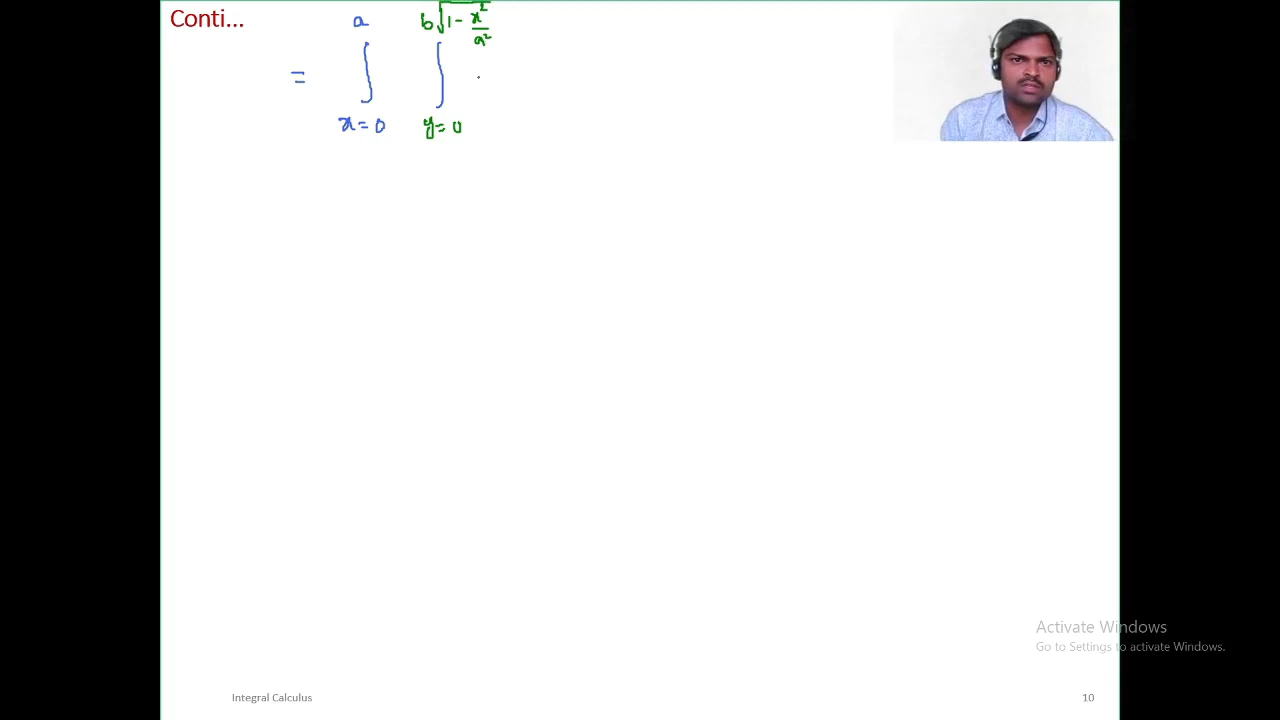 Conti...
a b√1 - x²/a²
= ∫ ∫
x = 0 y = 0
Activate Windows
Go to Settings to activate Windows.
Integral Calculus 10